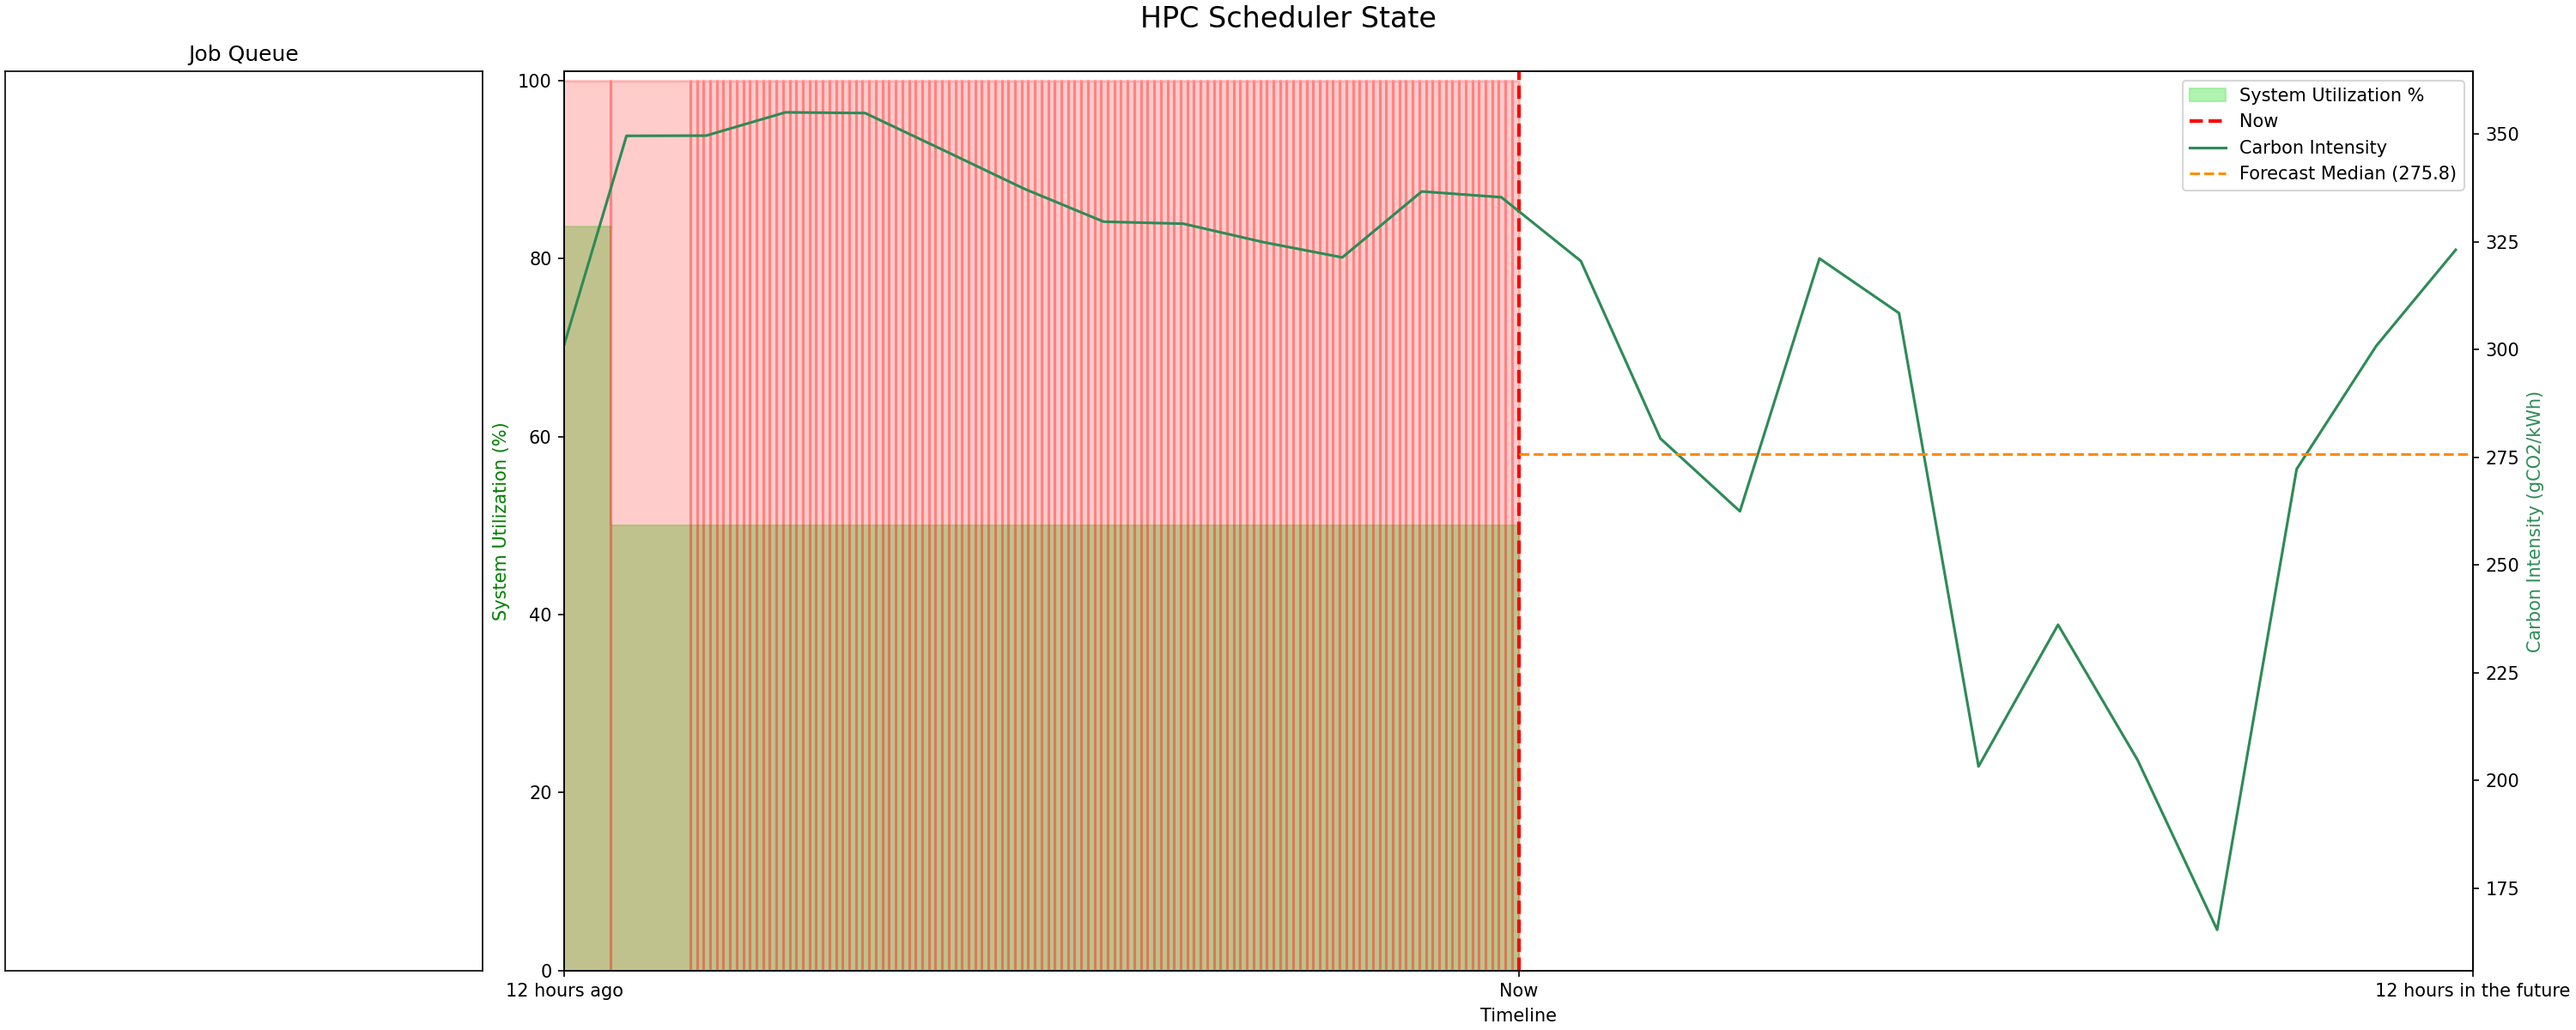 HPC Scheduler State
Job Queue
System Utilization (%)
100
80
60
40
20
0
12 hours ago
Now
12 hours in the future
Timeline
System Utilization %
Now
Carbon Intensity
Forecast Median (275.8)
350
325
300
275
250
225
200
175
Carbon Intensity (gCO2/kWh)